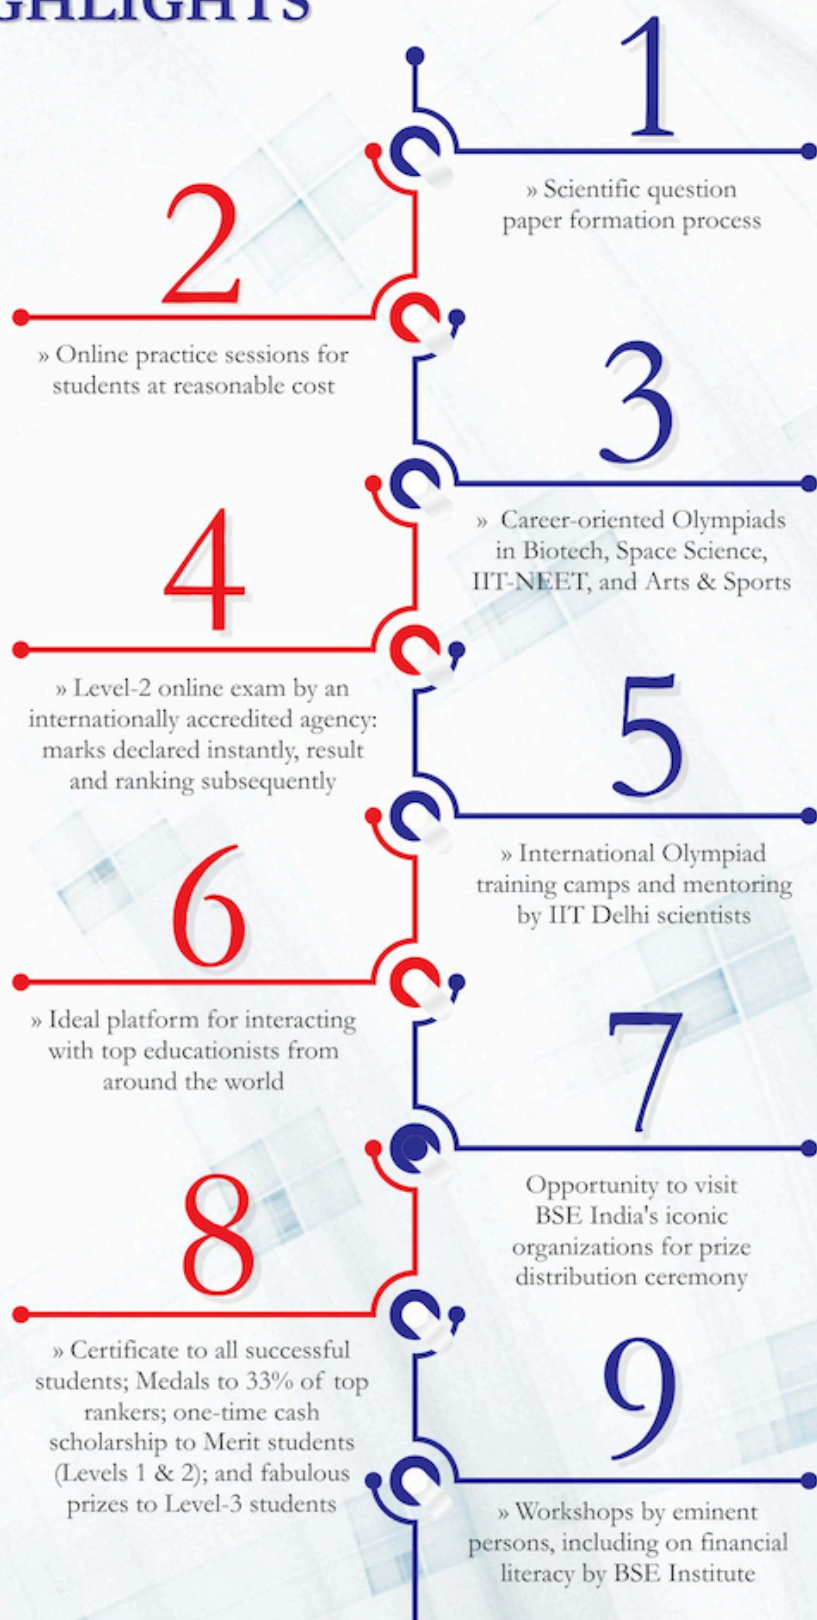 GHLIGHTS
1
» Scientific question
paper formation process
2
» Online practice sessions for
students at reasonable cost
3
» Career-oriented Olympiads
in Biotech, Space Science,
IIT-NEET, and Arts & Sports
4
» Level-2 online exam by an
internationally accredited agency:
marks declared instantly, result
and ranking subsequently
5
» International Olympiad
training camps and mentoring
by IIT Delhi scientists
6
» Ideal platform for interacting
with top educationists from
around the world
7
Opportunity to visit
BSE India's iconic
organizations for prize
distribution ceremony
8
» Certificate to all successful
students; Medals to 33% of top
rankers; one-time cash
scholarship to Merit students
(Levels 1 & 2); and fabulous
prizes to Level-3 students
9
» Workshops by eminent
persons, including on financial
literacy by BSE Institute